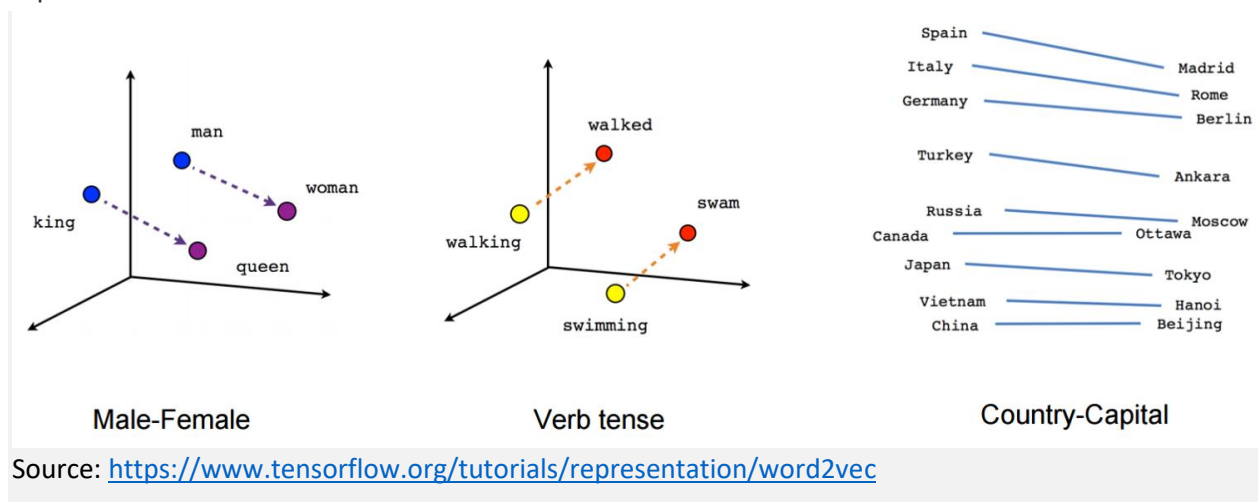 man
woman
king
queen
Male-Female
walked
swam
walking
swimming
Verb tense
Spain
Madrid
Italy
Rome
Germany
Berlin
Turkey
Ankara
Russia
Moscow
Canada
Ottawa
Japan
Tokyo
Vietnam
Hanoi
China
Beijing
Country-Capital
Source: https://www.tensorflow.org/tutorials/representation/word2vec